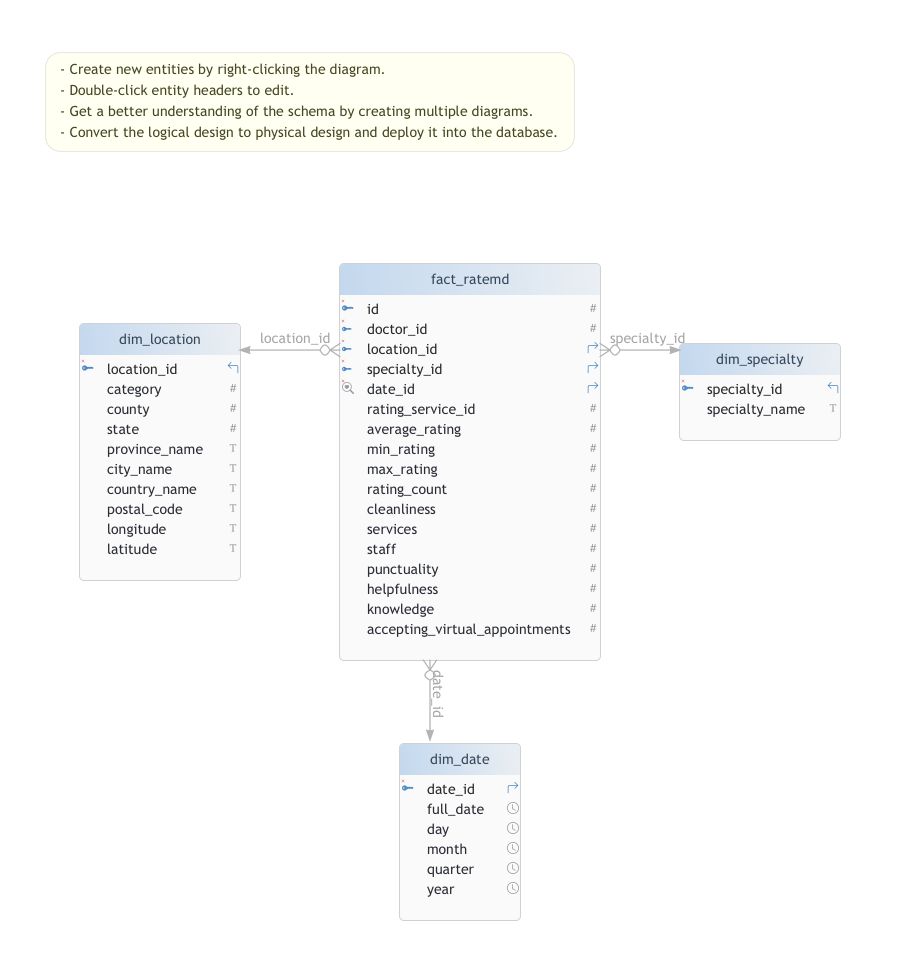 - Create new entities by right-clicking the diagram.
- Double-click entity headers to edit.
- Get a better understanding of the schema by creating multiple diagrams.
- Convert the logical design to physical design and deploy it into the database.
fact_ratemd
id #
doctor_id #
location_id
specialty_id
date_id
rating_service_id #
average_rating #
min_rating #
max_rating #
rating_count #
cleanliness #
services #
staff #
punctuality #
helpfulness #
knowledge #
accepting_virtual_appointments #
location_id
specialty_id
date_id
dim_location
location_id
category #
county #
state #
province_name T
city_name T
country_name T
postal_code T
longitude T
latitude T
dim_specialty
specialty_id
specialty_name T
dim_date
date_id
full_date
day
month
quarter
year